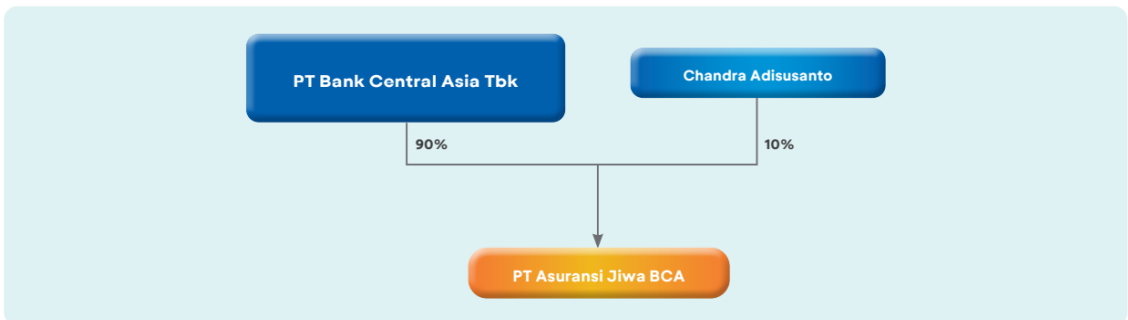 PT Bank Central Asia Tbk
Chandra Adisusanto
90%
10%
PT Asuransi Jiwa BCA